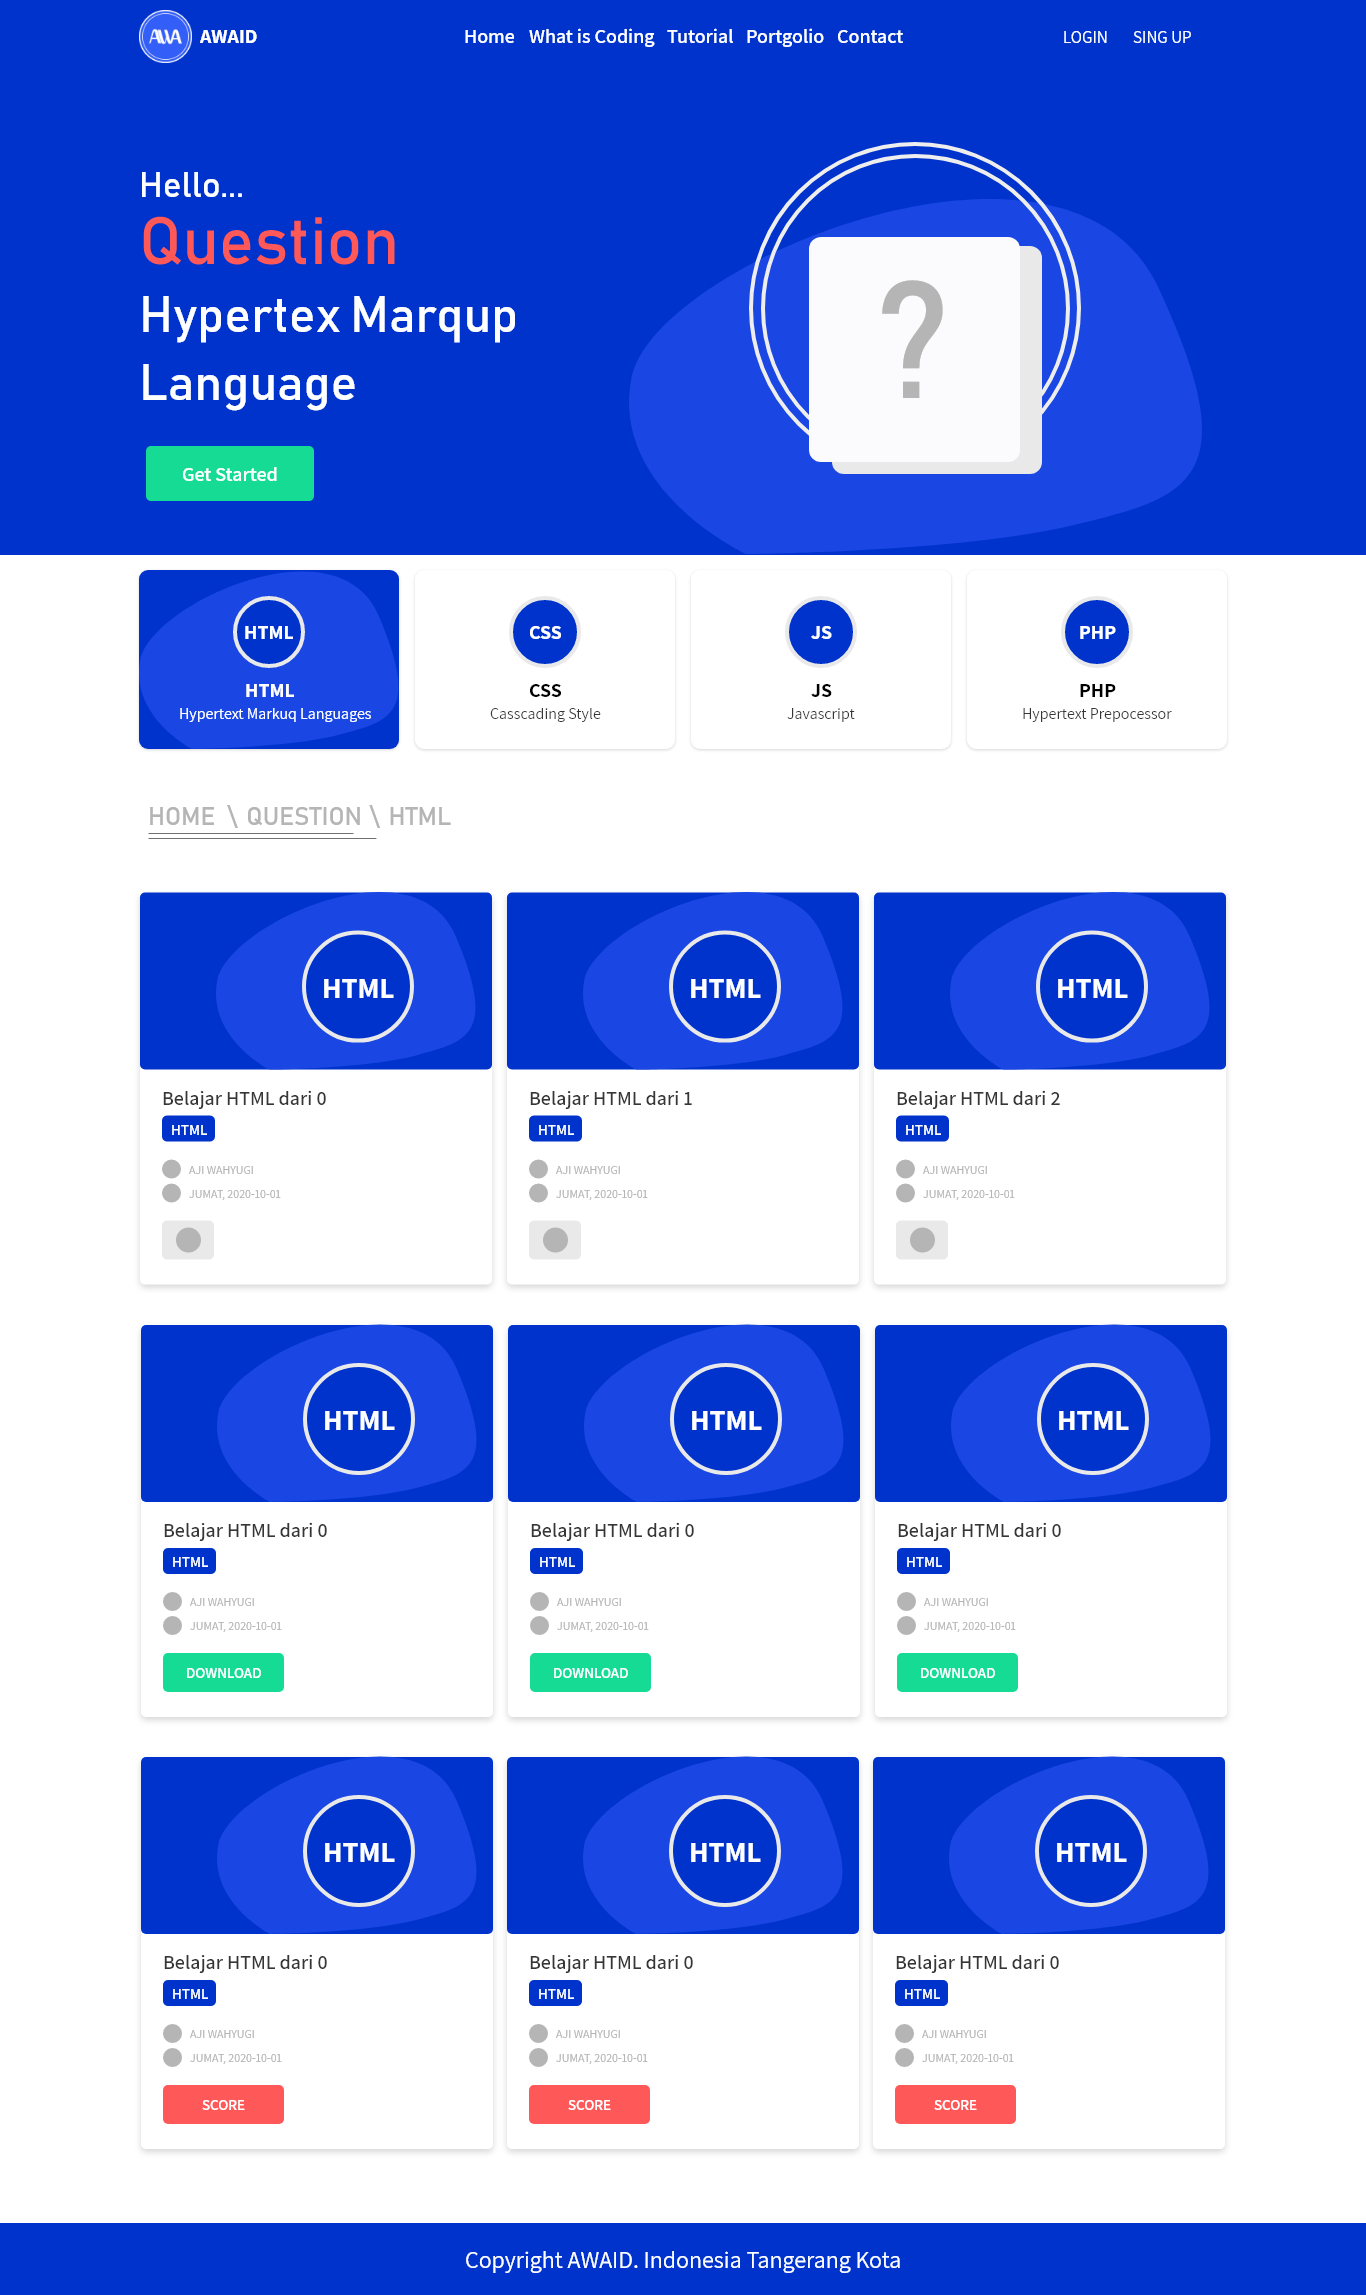 AWA AWAID Home What is Coding Tutorial Portgolio Contact LOGIN SING UP
Hello...
Question
Hypertex Marqup
Language
?
Get Started
HTML
HTML
Hypertext Markuq Languages
CSS
CSS
Casscading Style
JS
JS
Javascript
PHP
PHP
Hypertext Prepocessor
HOME \ QUESTION \ HTML
HTML
Belajar HTML dari 0
HTML
AJI WAHYUGI
JUMAT, 2020-10-01
HTML
Belajar HTML dari 1
HTML
AJI WAHYUGI
JUMAT, 2020-10-01
HTML
Belajar HTML dari 2
HTML
AJI WAHYUGI
JUMAT, 2020-10-01
HTML
Belajar HTML dari 0
HTML
AJI WAHYUGI
JUMAT, 2020-10-01
DOWNLOAD
HTML
Belajar HTML dari 0
HTML
AJI WAHYUGI
JUMAT, 2020-10-01
DOWNLOAD
HTML
Belajar HTML dari 0
HTML
AJI WAHYUGI
JUMAT, 2020-10-01
DOWNLOAD
HTML
Belajar HTML dari 0
HTML
AJI WAHYUGI
JUMAT, 2020-10-01
SCORE
HTML
Belajar HTML dari 0
HTML
AJI WAHYUGI
JUMAT, 2020-10-01
SCORE
HTML
Belajar HTML dari 0
HTML
AJI WAHYUGI
JUMAT, 2020-10-01
SCORE
Copyright AWAID. Indonesia Tangerang Kota